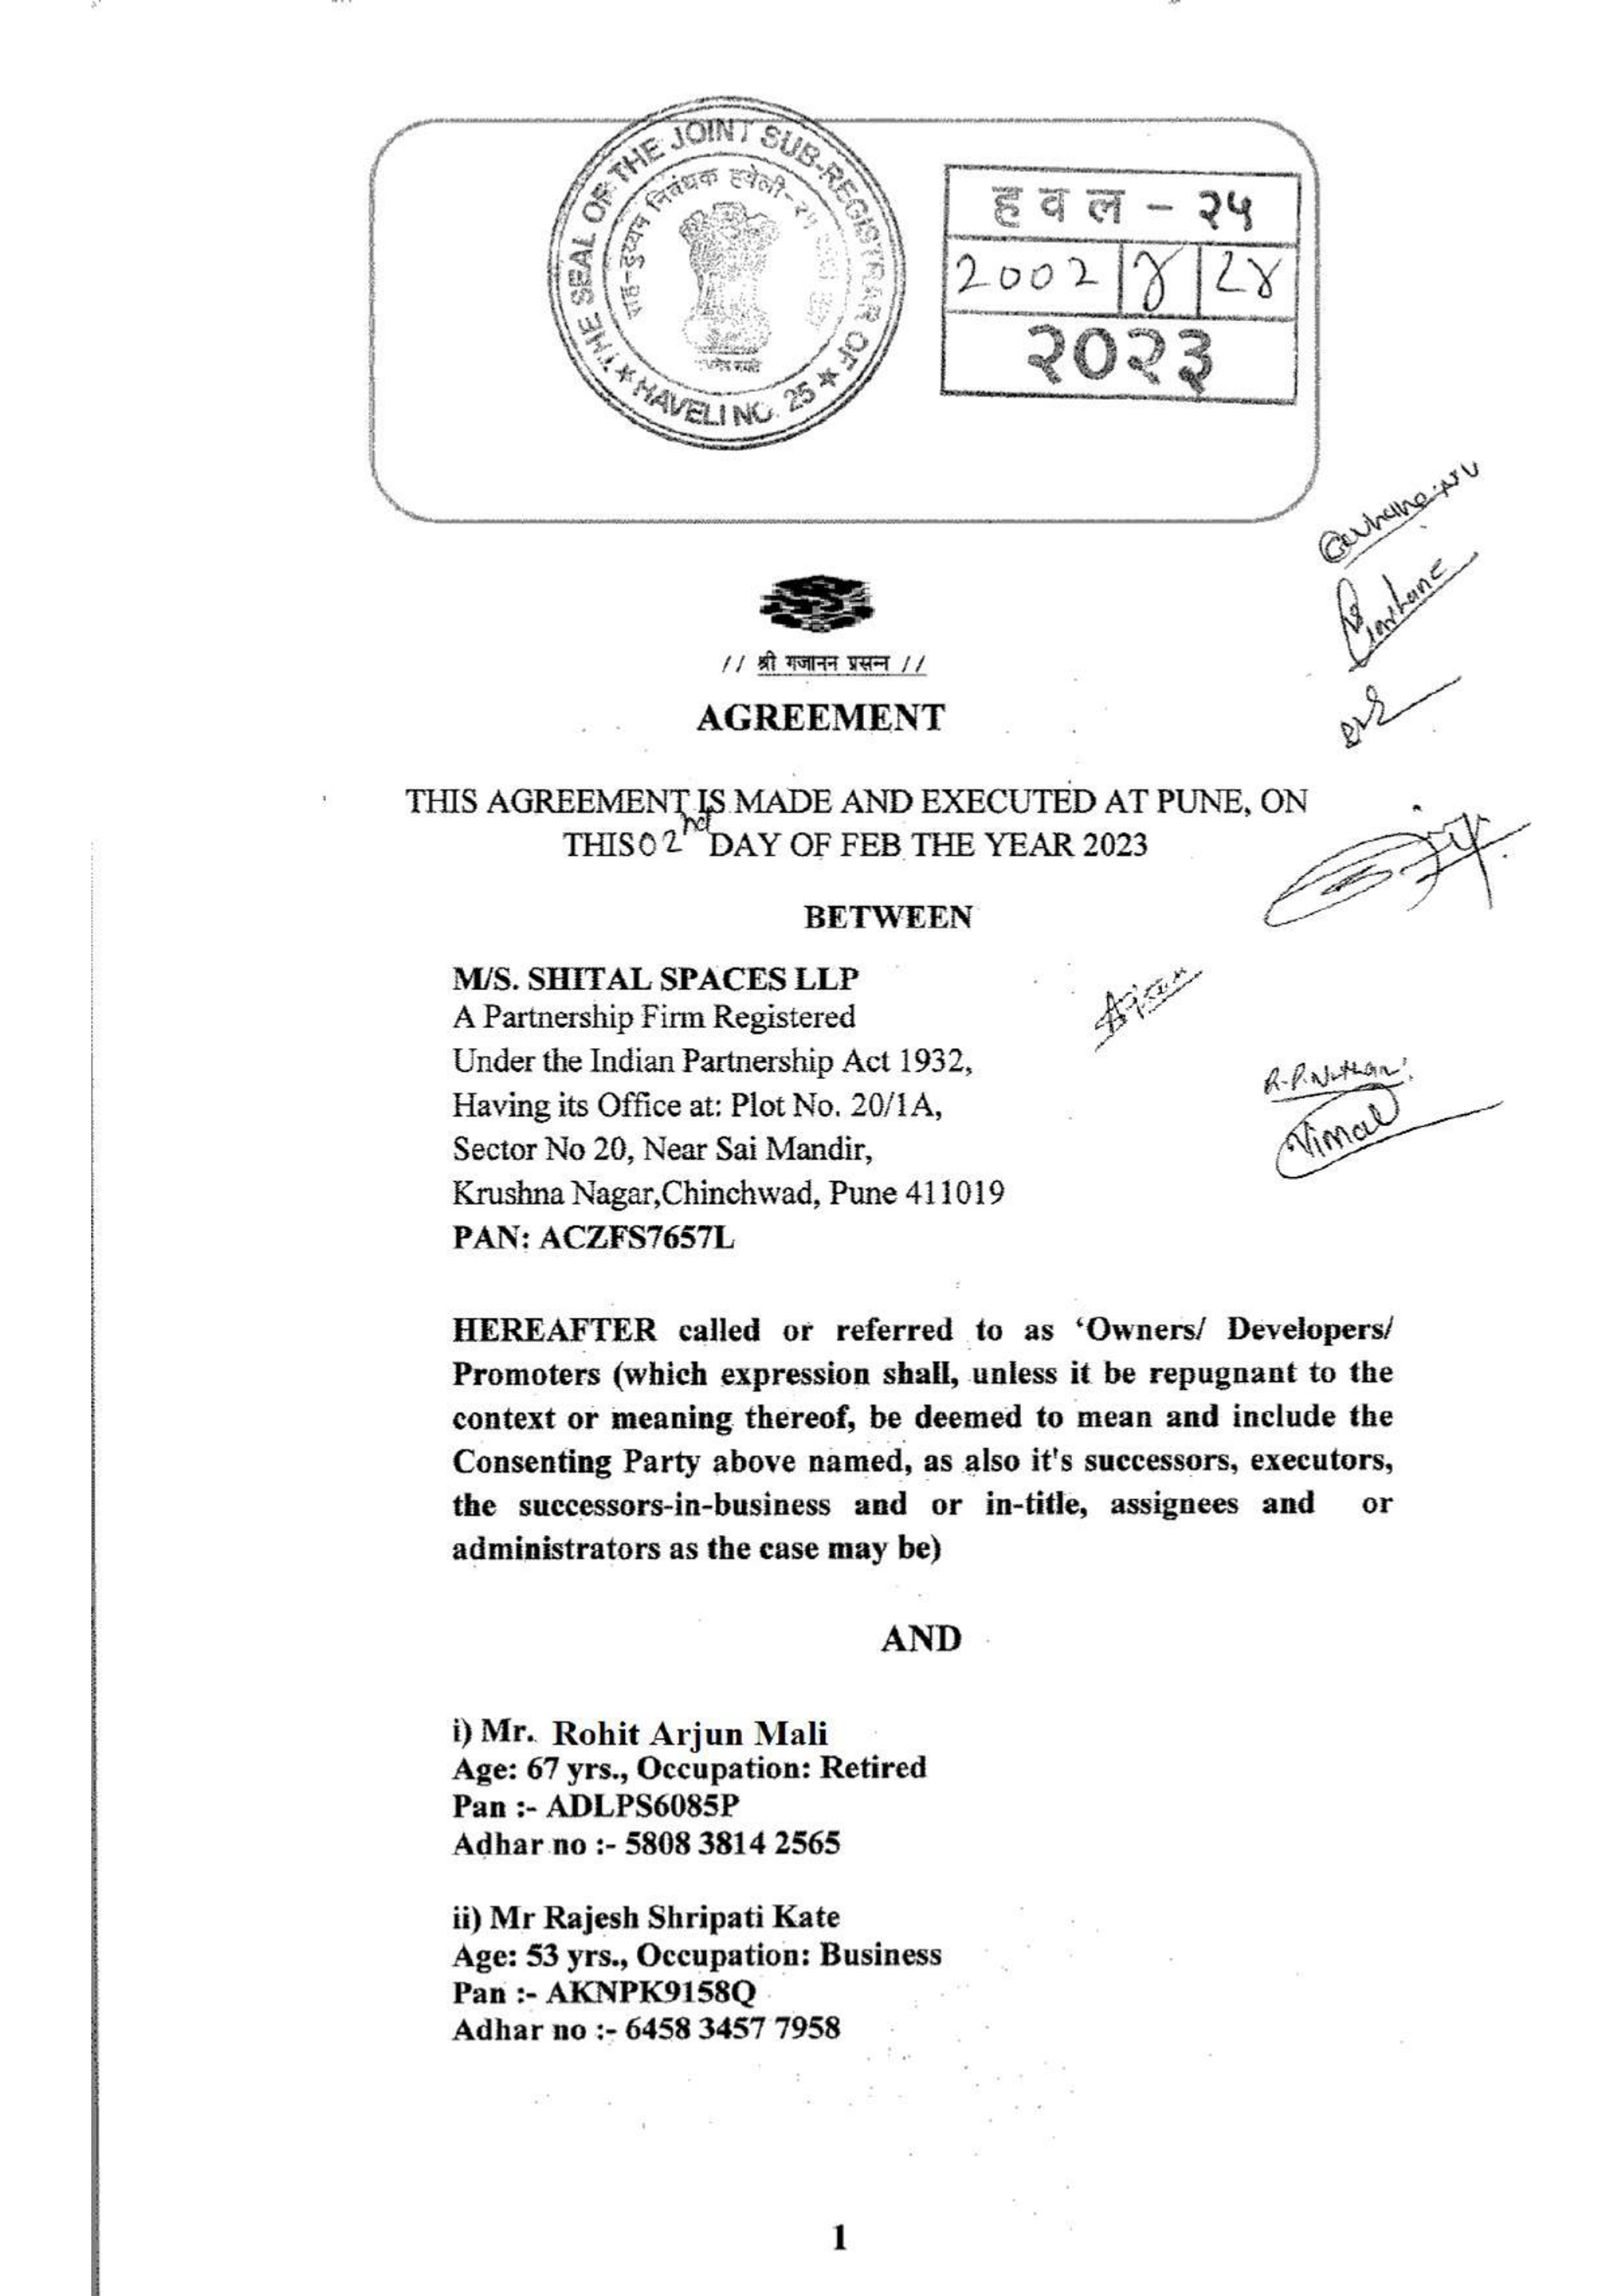 THE SEAL OF THE JOINT SUB-REGISTRAR OF
★ HAVELI NO. 25 ★
सह-दुय्यम निबंधक हवेली-२५
हवल - २५
2002 | ४ | 2४
२०२३
// श्री गजानन प्रसन्न //
AGREEMENT
THIS AGREEMENT IS MADE AND EXECUTED AT PUNE, ON
THIS 02nd DAY OF FEB THE YEAR 2023
BETWEEN
M/S. SHITAL SPACES LLP
A Partnership Firm Registered
Under the Indian Partnership Act 1932,
Having its Office at: Plot No. 20/1A,
Sector No 20, Near Sai Mandir,
R.P.Nathan
Vimal
Krushna Nagar,Chinchwad, Pune 411019
PAN: ACZFS7657L
HEREAFTER called or referred to as ‘Owners/ Developers/
Promoters (which expression shall, unless it be repugnant to the
context or meaning thereof, be deemed to mean and include the
Consenting Party above named, as also it's successors, executors,
the successors-in-business and or in-title, assignees and or
administrators as the case may be)
AND
i) Mr. Rohit Arjun Mali
Age: 67 yrs., Occupation: Retired
Pan :- ADLPS6085P
Adhar no :- 5808 3814 2565
ii) Mr Rajesh Shripati Kate
Age: 53 yrs., Occupation: Business
Pan :- AKNPK9158Q
Adhar no :- 6458 3457 7958
1